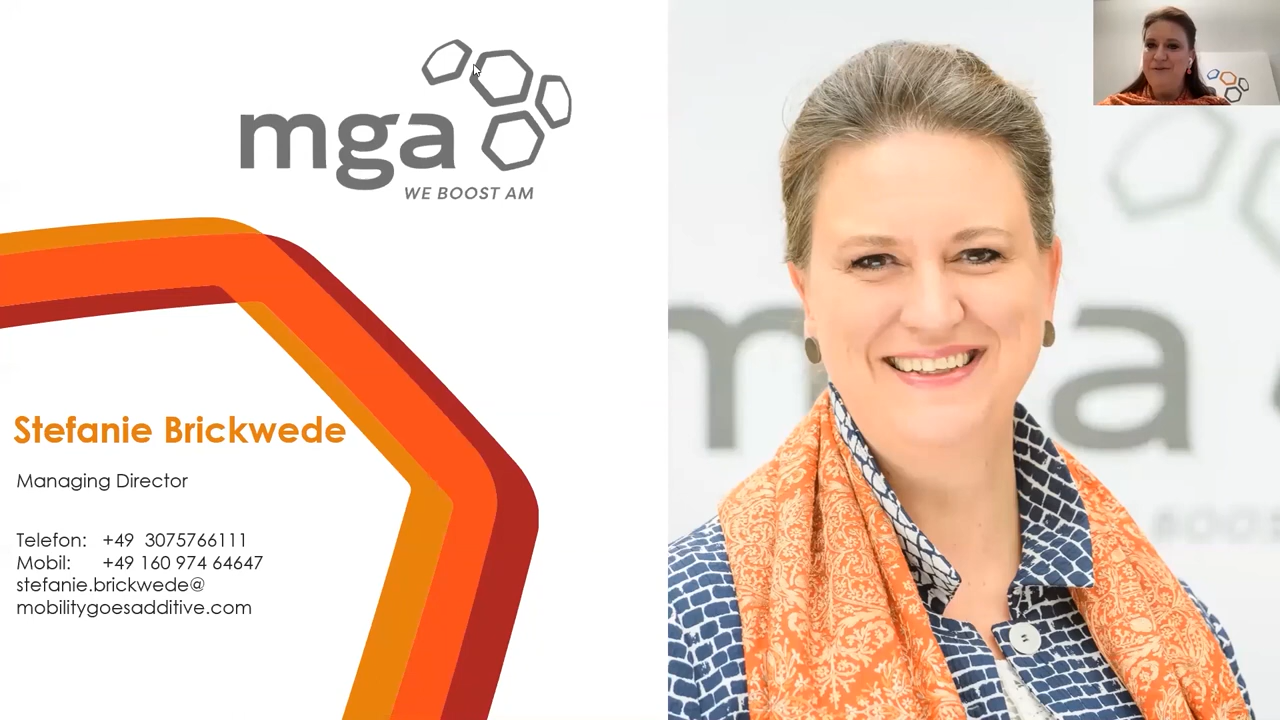 mga
WE BOOST AM
Stefanie Brickwede
Managing Director
Telefon: +49 3075766111
Mobil: +49 160 974 64647
stefanie.brickwede@
mobilitygoesadditive.com
m a
BOOS